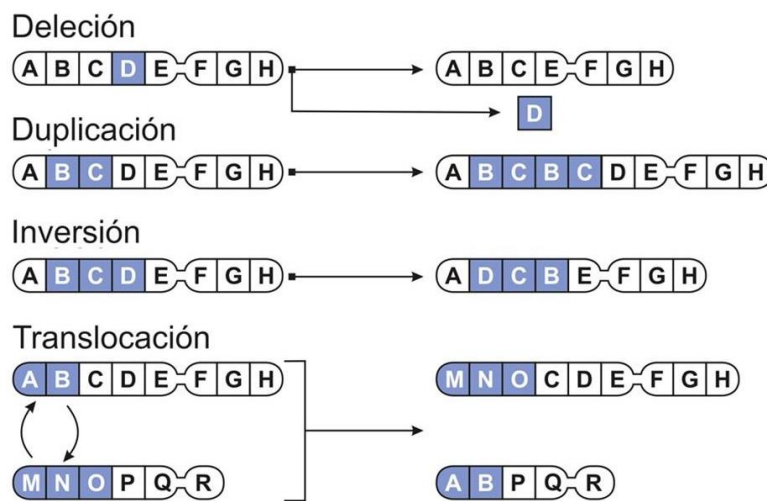 Deleción
A B C D E F G H A B C E F G H
D
Duplicación
A B C D E F G H A B C B C D E F G H
Inversión
A B C D E F G H A D C B E F G H
Translocación
A B C D E F G H M N O C D E F G H
M N O P Q R A B P Q R